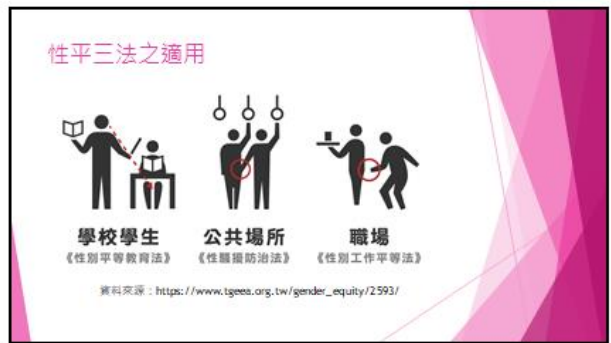 性平三法之適用
學校學生 公共場所 職場
《性別平等教育法》 《性騷擾防治法》 《性別工作平等法》
資料來源：https://www.tgeea.org.tw/gender_equity/2593/